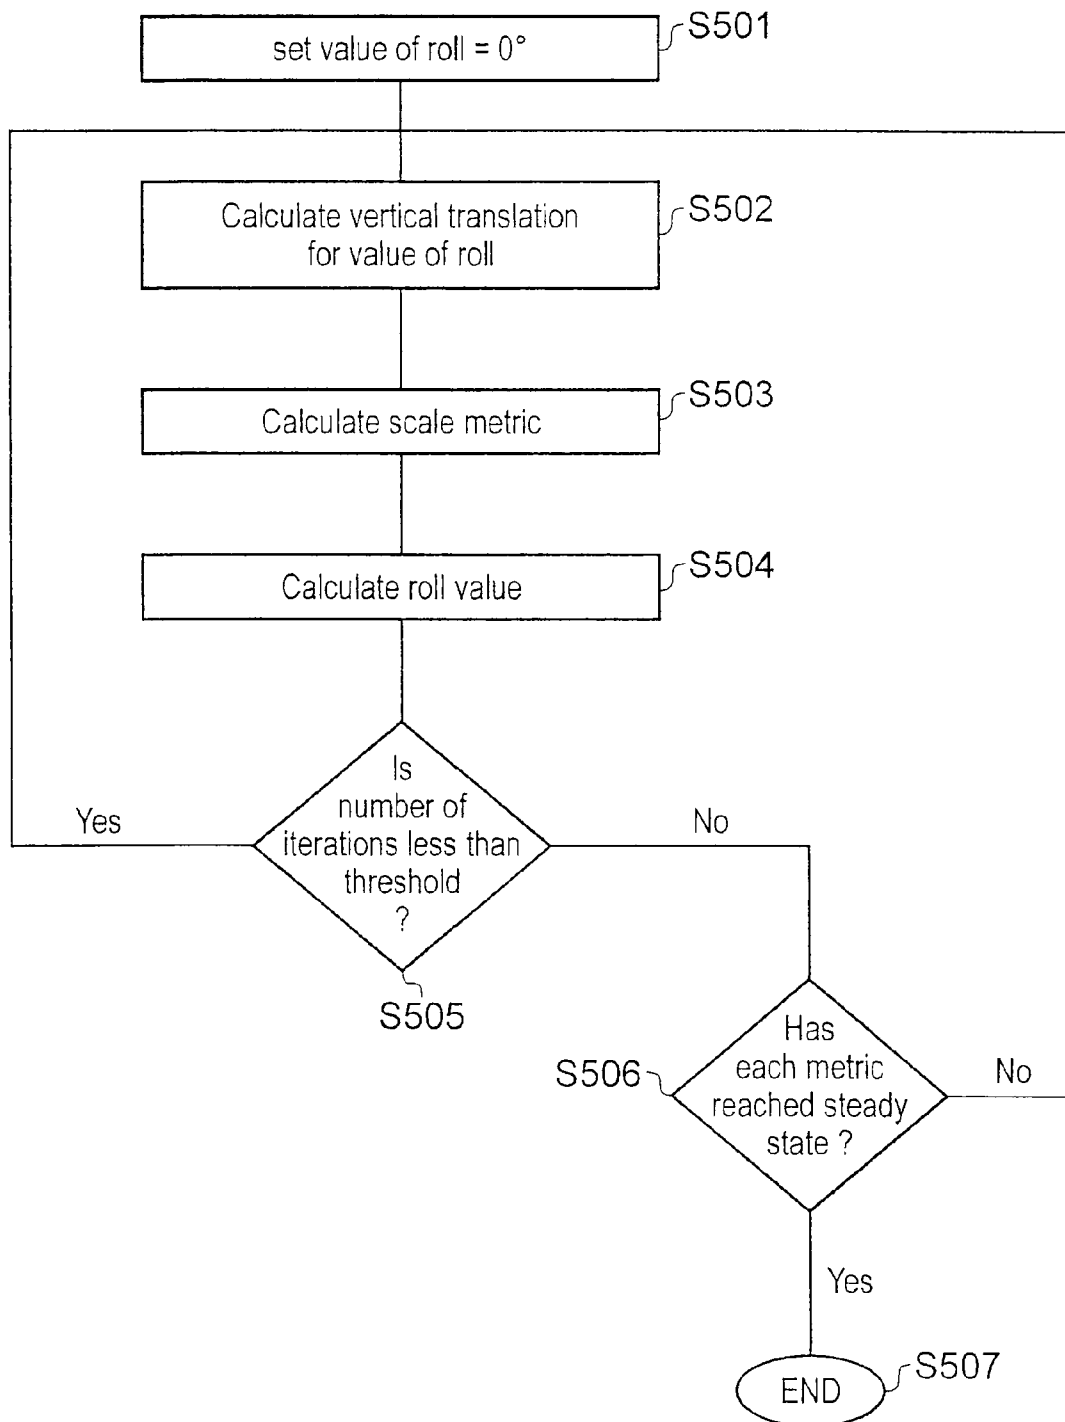 set value of roll = 0°
S501
Calculate vertical translation
for value of roll
S502
Calculate scale metric
S503
Calculate roll value
S504
Is
number of
iterations less than
threshold
?
Yes
No
S505
Has
each metric
reached steady
state ?
S506
No
Yes
END
S507